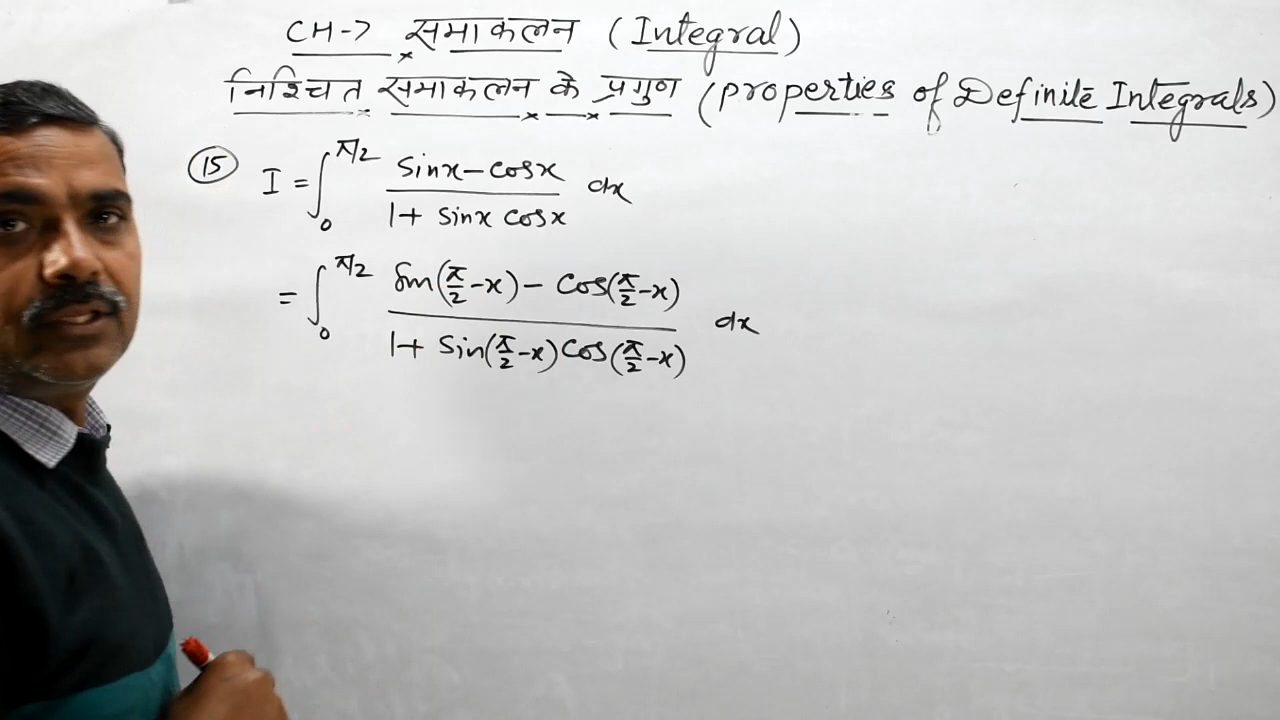 CH-7 समाकलन (Integral)
निश्चित समाकलन के प्रगुण (properties of Definite Integrals)
15 I = ∫₀^π/2 (sinx - cosx)/(1 + sinx cosx) dx
= ∫₀^π/2 (sin(π/2 - x) - cos(π/2 - x))/(1 + sin(π/2 - x) cos(π/2 - x)) dx